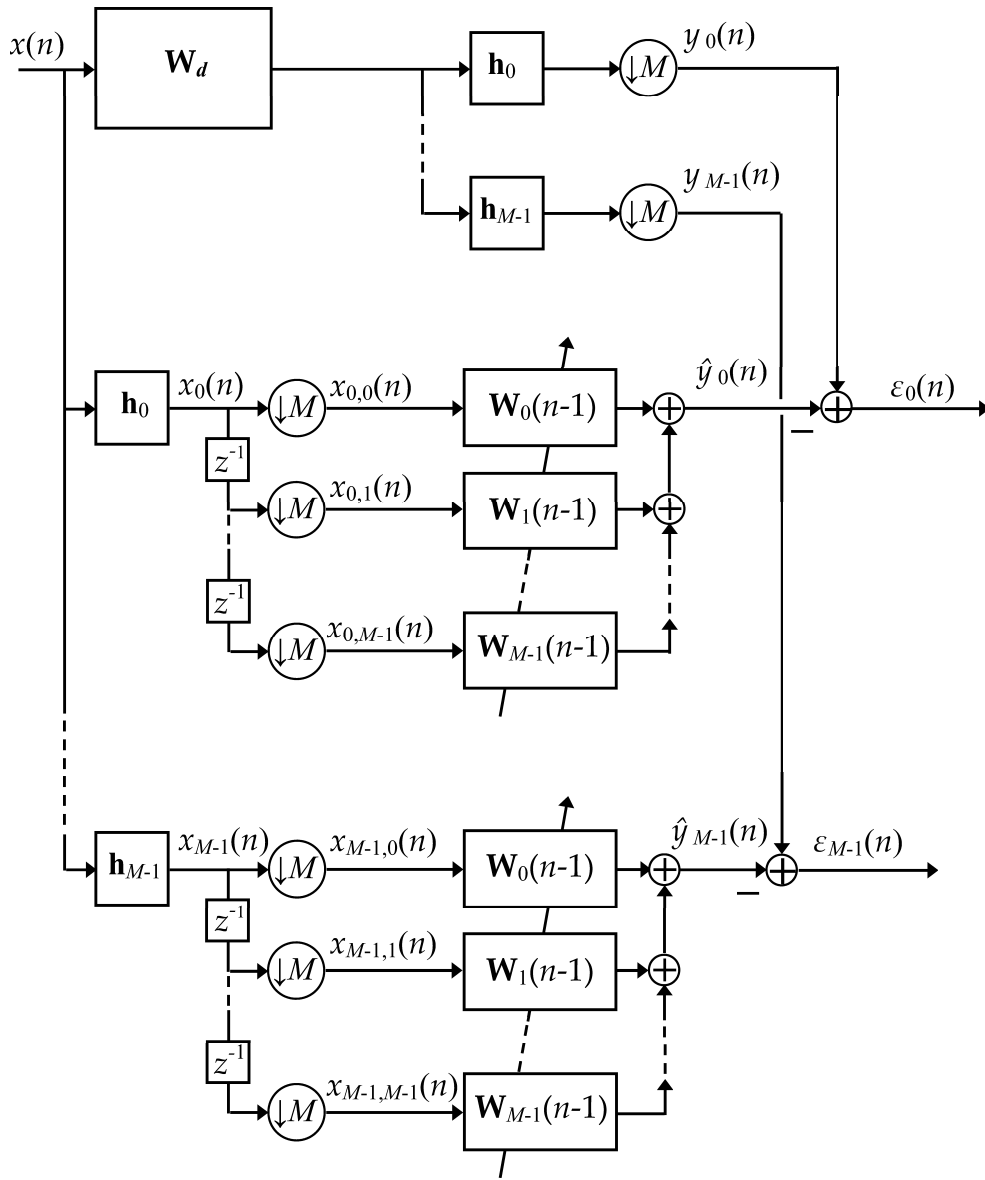 x(n)
W_d
h_0
↓M
y_0(n)
h_{M-1}
↓M
y_{M-1}(n)
h_0
x_0(n)
↓M
x_{0,0}(n)
W_0(n-1)
+
ŷ_0(n)
+
ε_0(n)
−
z^{-1}
↓M
x_{0,1}(n)
W_1(n-1)
+
z^{-1}
↓M
x_{0,M-1}(n)
W_{M-1}(n-1)
h_{M-1}
x_{M-1}(n)
↓M
x_{M-1,0}(n)
W_0(n-1)
+
ŷ_{M-1}(n)
+
ε_{M-1}(n)
−
z^{-1}
↓M
x_{M-1,1}(n)
W_1(n-1)
+
z^{-1}
↓M
x_{M-1,M-1}(n)
W_{M-1}(n-1)